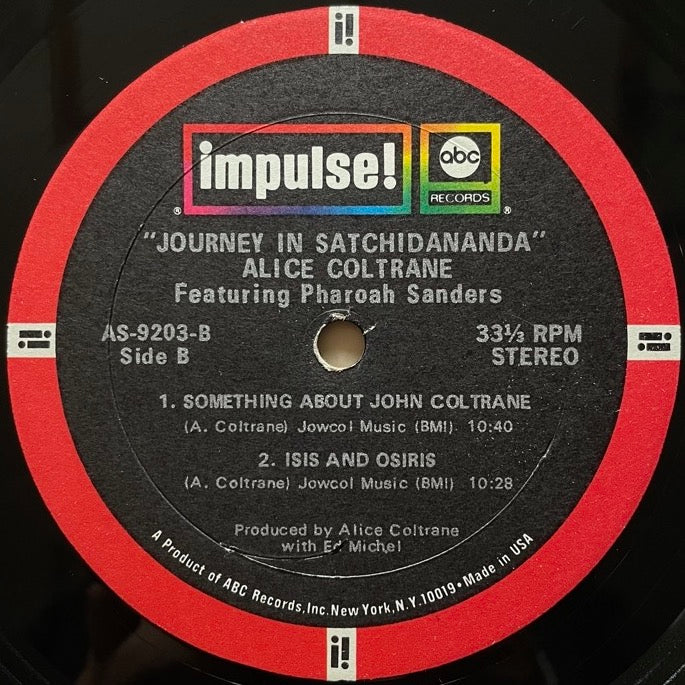 i!
impulse!
abc
RECORDS
® ®
"JOURNEY IN SATCHIDANANDA"
ALICE COLTRANE
Featuring Pharoah Sanders
AS-9203-B 33⅓ RPM
Side B STEREO
i! i!
1. SOMETHING ABOUT JOHN COLTRANE
(A. Coltrane) Jowcol Music (BMI) 10:40
2. ISIS AND OSIRIS
(A. Coltrane) Jowcol Music (BMI) 10:28
Produced by Alice Coltrane
with Ed Michel
A Product of ABC Records, Inc. New York, N.Y. 10019 • Made in USA
i!